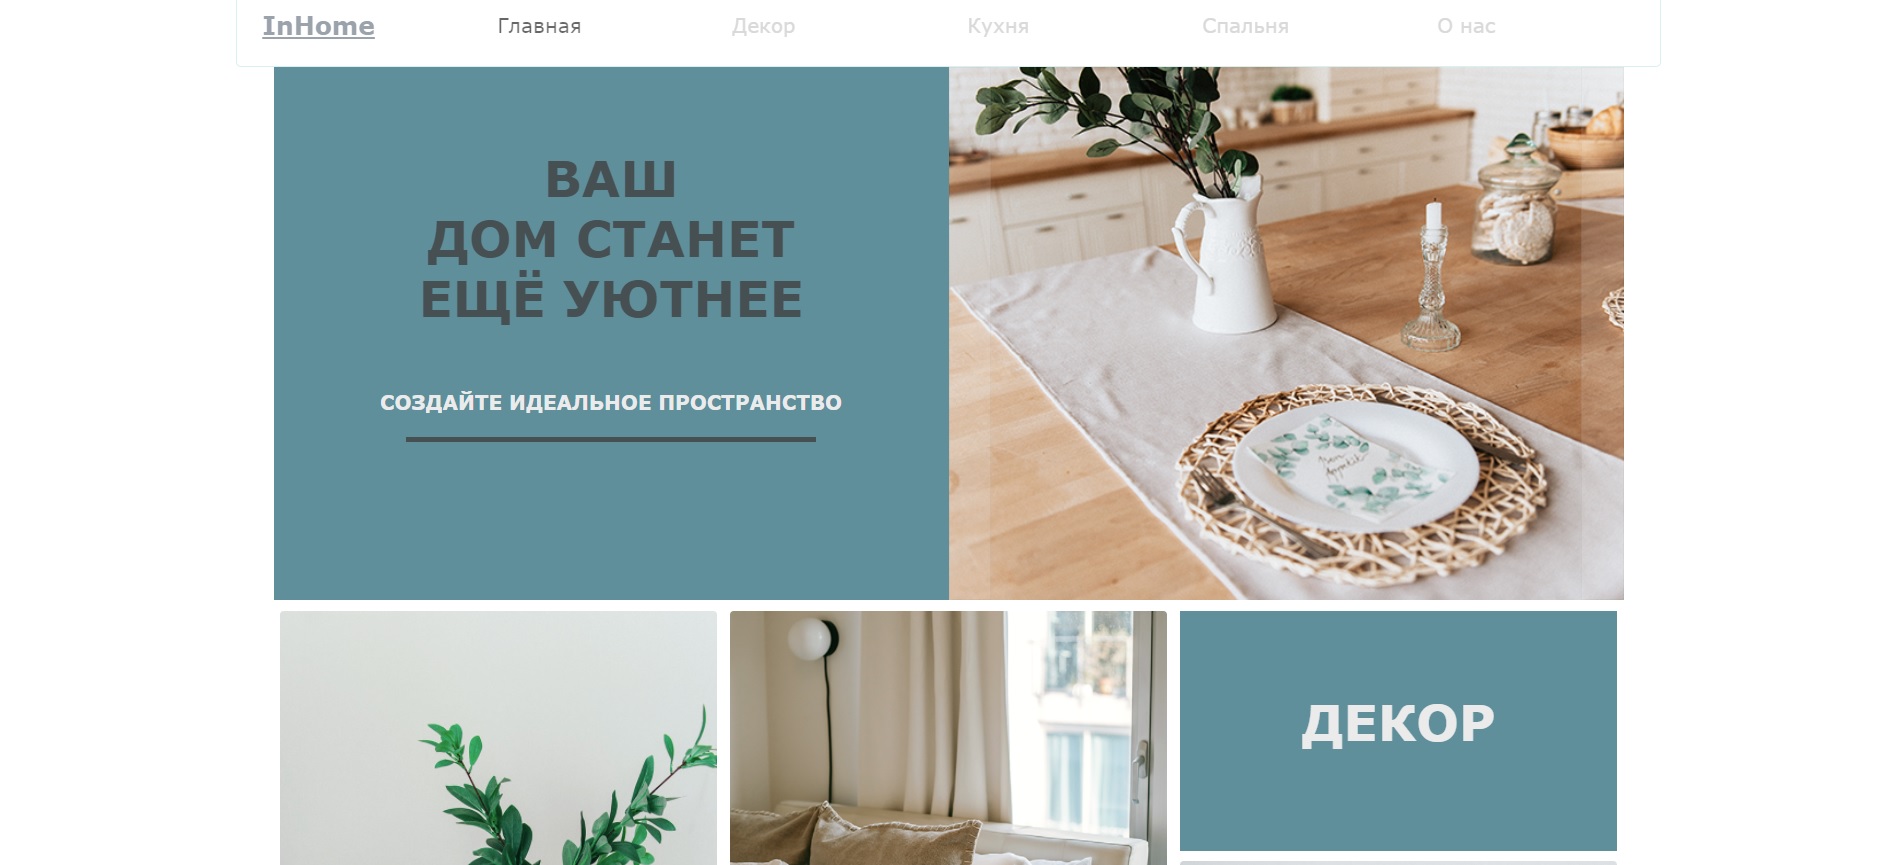 InHome
Главная
Декор
Кухня
Спальня
О нас
ВАШ
ДОМ СТАНЕТ
ЕЩЁ УЮТНЕЕ
СОЗДАЙТЕ ИДЕАЛЬНОЕ ПРОСТРАНСТВО
ДЕКОР